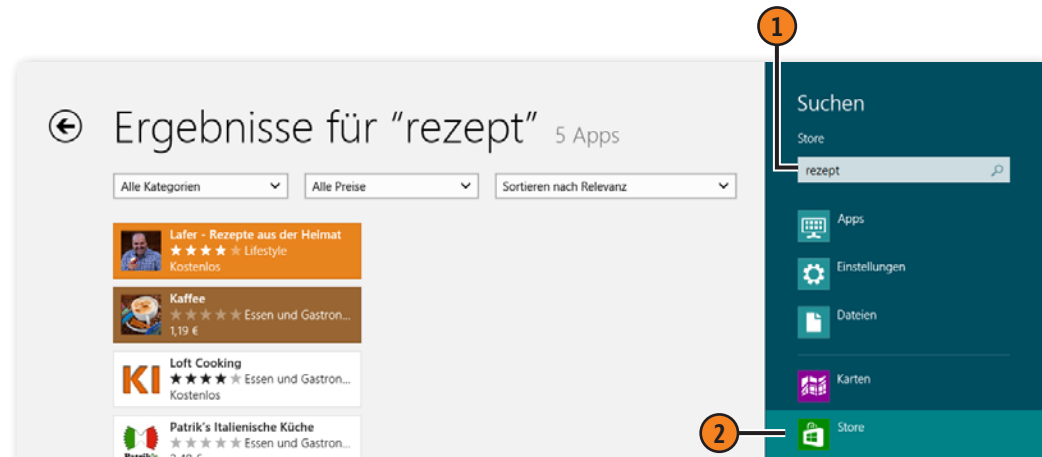 1
Ergebnisse für “rezept” 5 Apps
Alle Kategorien
Alle Preise
Sortieren nach Relevanz
Lafer - Rezepte aus der Heimat
Lifestyle
Kostenlos
Kaffee
Essen und Gastron...
1,19 €
KI
Loft Cooking
Essen und Gastron...
Kostenlos
Patrik's Italienische Küche
Essen und Gastron...
Suchen
Store
rezept
Apps
Einstellungen
Dateien
Karten
2
Store